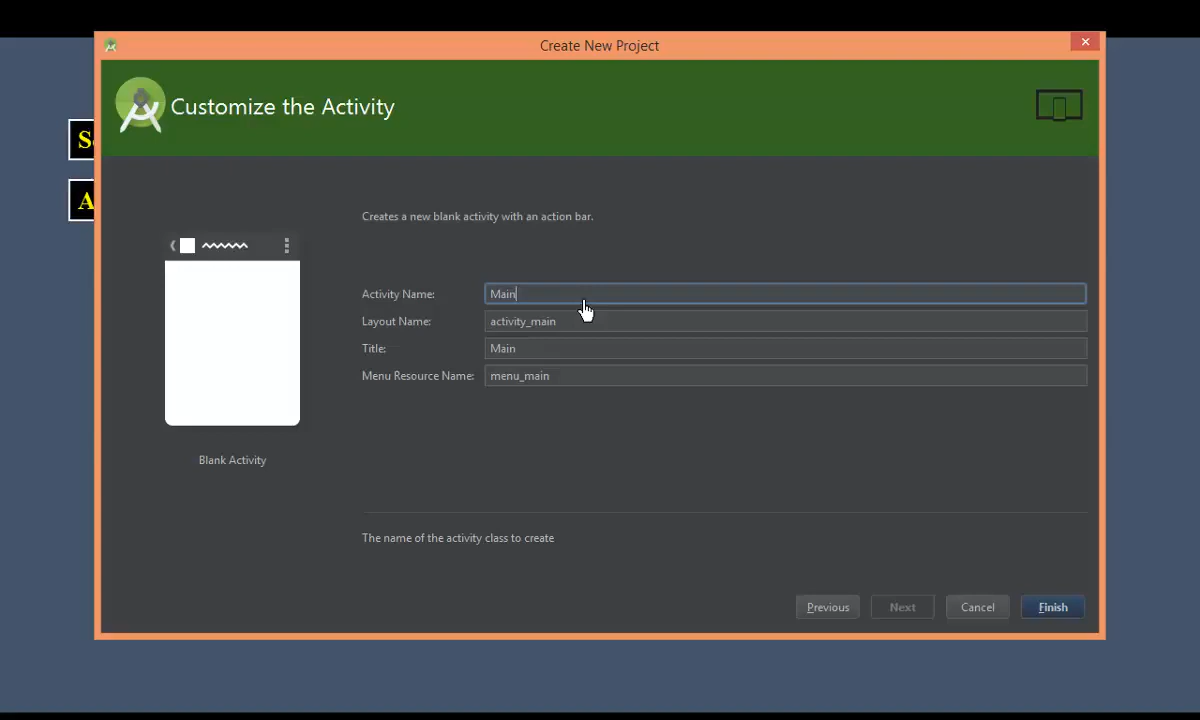 Create New Project
Customize the Activity
Creates a new blank activity with an action bar.
Activity Name: Main
Layout Name: activity_main
Title: Main
Menu Resource Name: menu_main
Blank Activity
The name of the activity class to create
Previous Next Cancel Finish